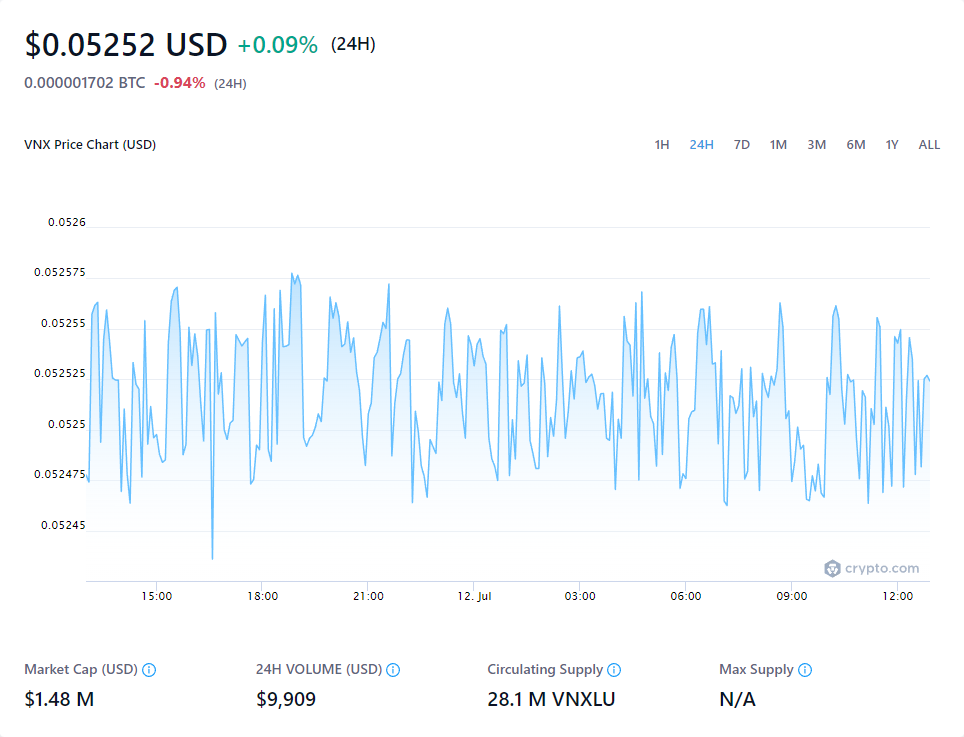 $0.05252 USD +0.09% (24H)
0.000001702 BTC -0.94% (24H)
VNX Price Chart (USD) 1H 24H 7D 1M 3M 6M 1Y ALL
0.0526
0.052575
0.05255
0.052525
0.0525
0.052475
0.05245
crypto.com
15:00 18:00 21:00 12. Jul 03:00 06:00 09:00 12:00
Market Cap (USD) 24H VOLUME (USD) Circulating Supply Max Supply
$1.48 M $9,909 28.1 M VNXLU N/A